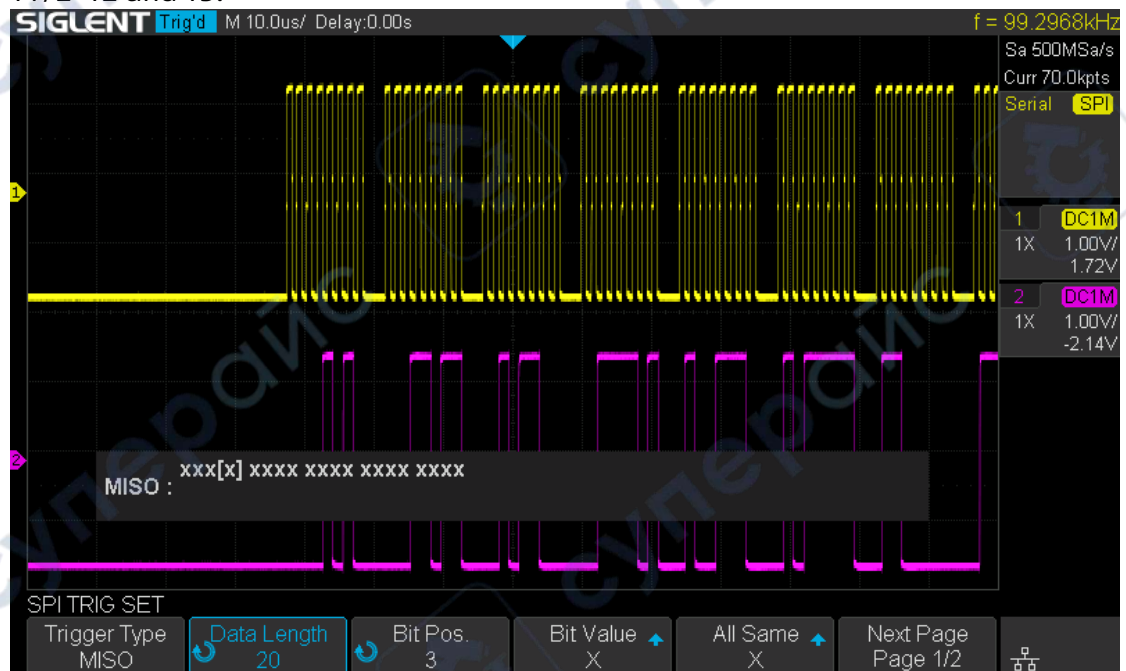 SIGLENT Trig'd M 10.0us/ Delay:0.00s f = 99.2968kHz
Sa 500MSa/s
Curr 70.0kpts
Serial SPI
1
1 DC1M
1X 1.00V/
1.72V
2 DC1M
1X 1.00V/
-2.14V
2
MISO : xxx[x] xxxx xxxx xxxx xxxx
SPI TRIG SET
Trigger Type Data Length Bit Pos. Bit Value All Same Next Page
MISO 20 3 X X Page 1/2
суперайс
суперайс
суперайс